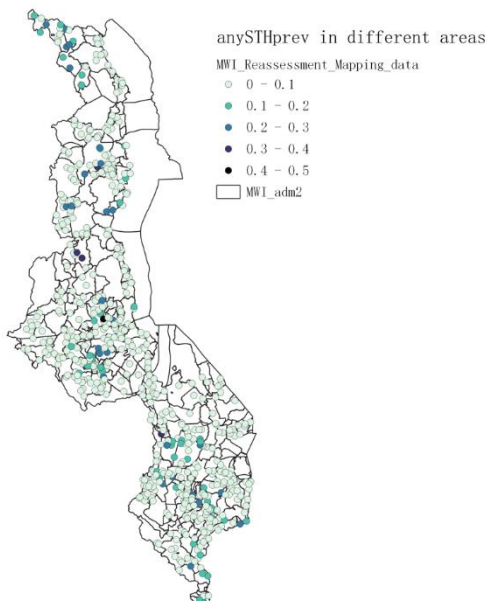 anySTHprev in different areas
MWI_Reassessment_Mapping_data
0 - 0.1
0.1 - 0.2
0.2 - 0.3
0.3 - 0.4
0.4 - 0.5
MWI_adm2